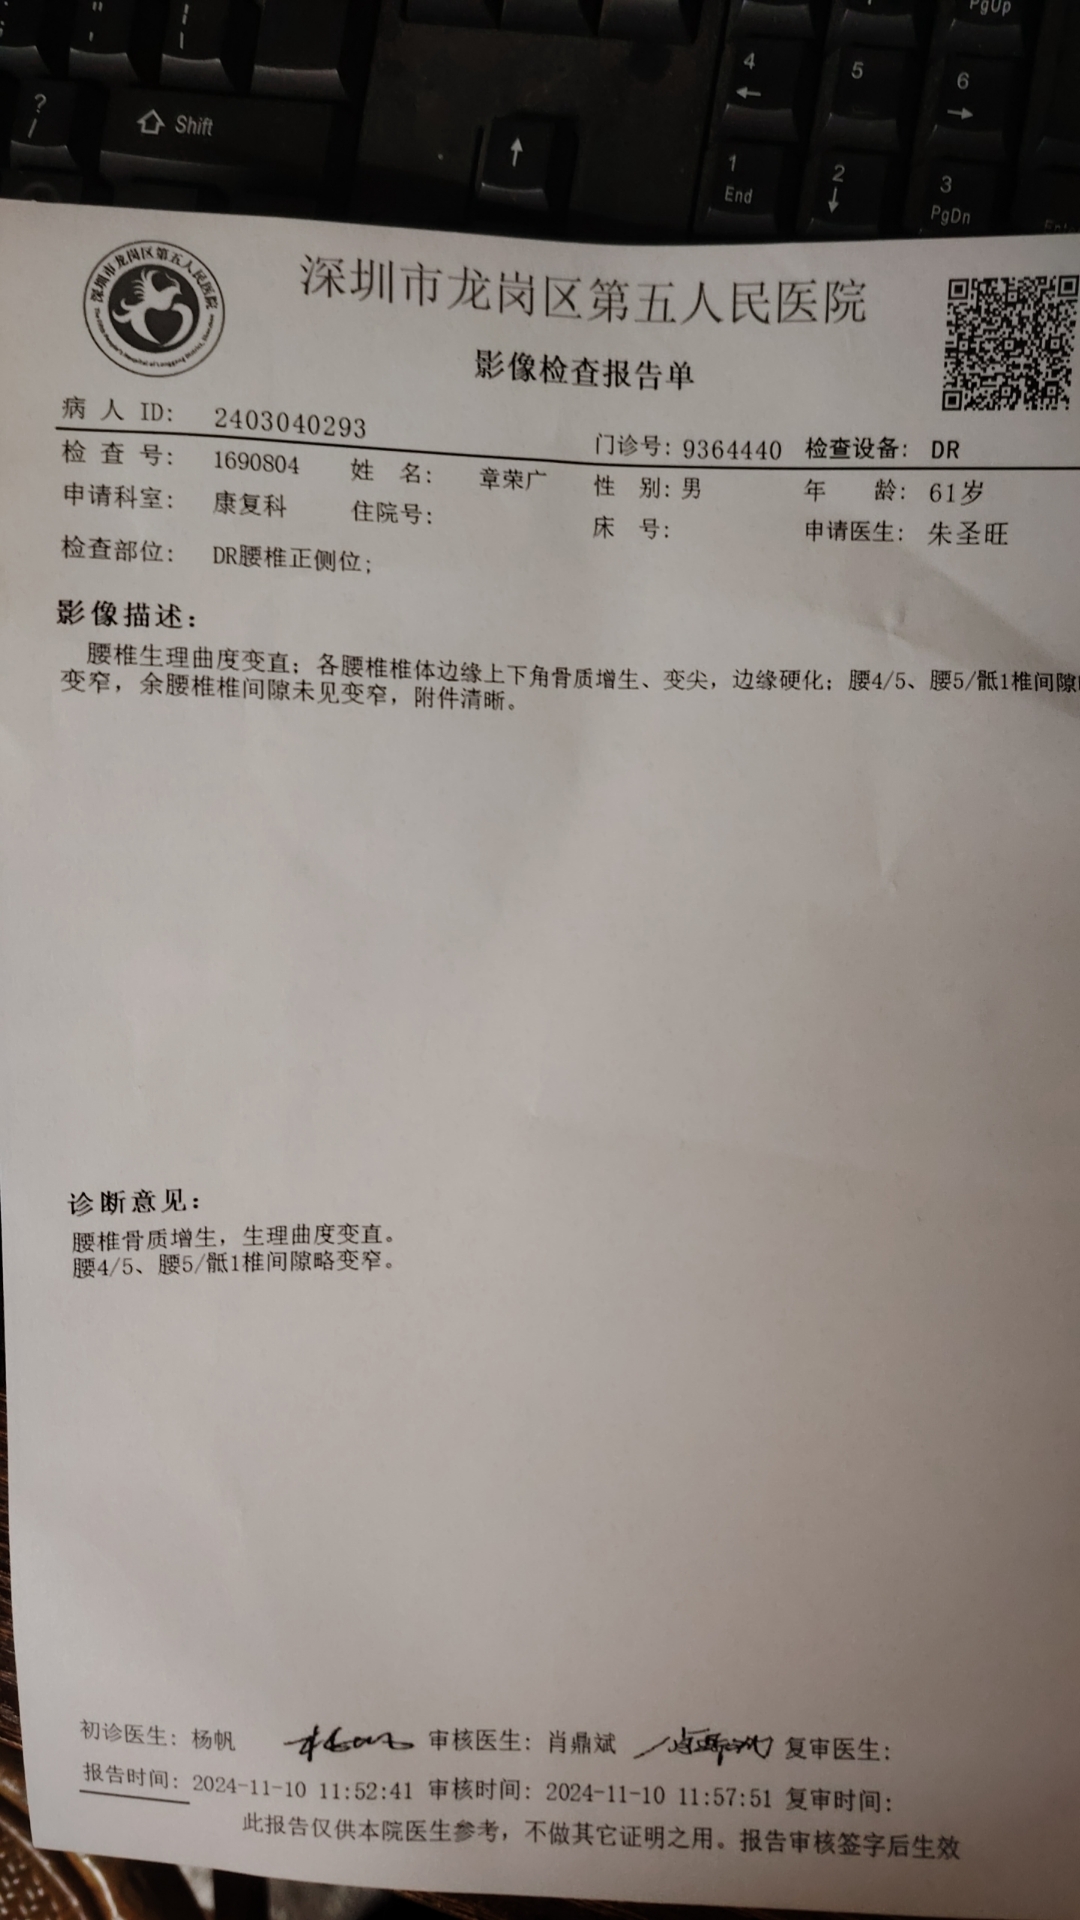 PgUp
4
5
6
? /
Shift
1
End
2
3
PgDn
深圳市龙岗区第五人民医院
深圳市龙岗区第五人民医院
影像检查报告单
病人ID: 2403040293
门诊号: 9364440 检查设备: DR
检查号: 1690804 姓名: 章荣广 性别: 男 年龄: 61岁
申请科室: 康复科 住院号: 床号: 申请医生: 朱圣旺
检查部位: DR腰椎正侧位;
影像描述:
腰椎生理曲度变直; 各腰椎椎体边缘上下角骨质增生、变尖, 边缘硬化; 腰4/5、腰5/骶1椎间隙
变窄, 余腰椎椎间隙未见变窄, 附件清晰。
诊断意见:
腰椎骨质增生, 生理曲度变直。
腰4/5、腰5/骶1椎间隙略变窄。
初诊医生: 杨帆 审核医生: 肖鼎斌 复审医生:
报告时间: 2024-11-10 11:52:41 审核时间: 2024-11-10 11:57:51 复审时间:
此报告仅供本院医生参考, 不做其它证明之用。报告审核签字后生效